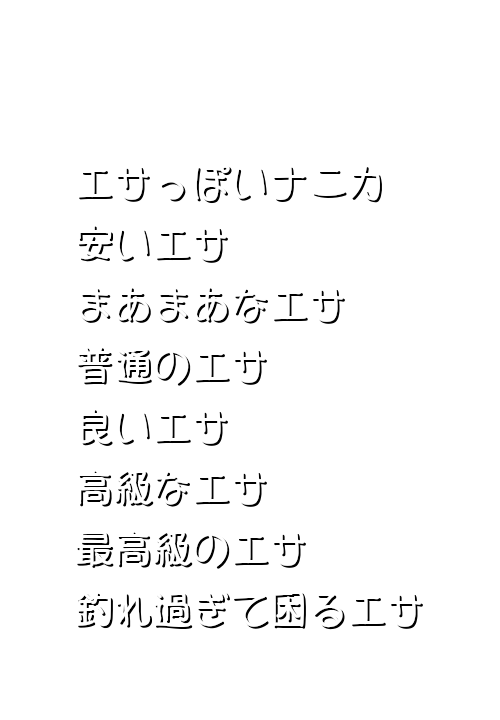 エサっぽいナニカ
安いエサ
まあまあなエサ
普通のエサ
良いエサ
高級なエサ
最高級のエサ
釣れ過ぎて困るエサ